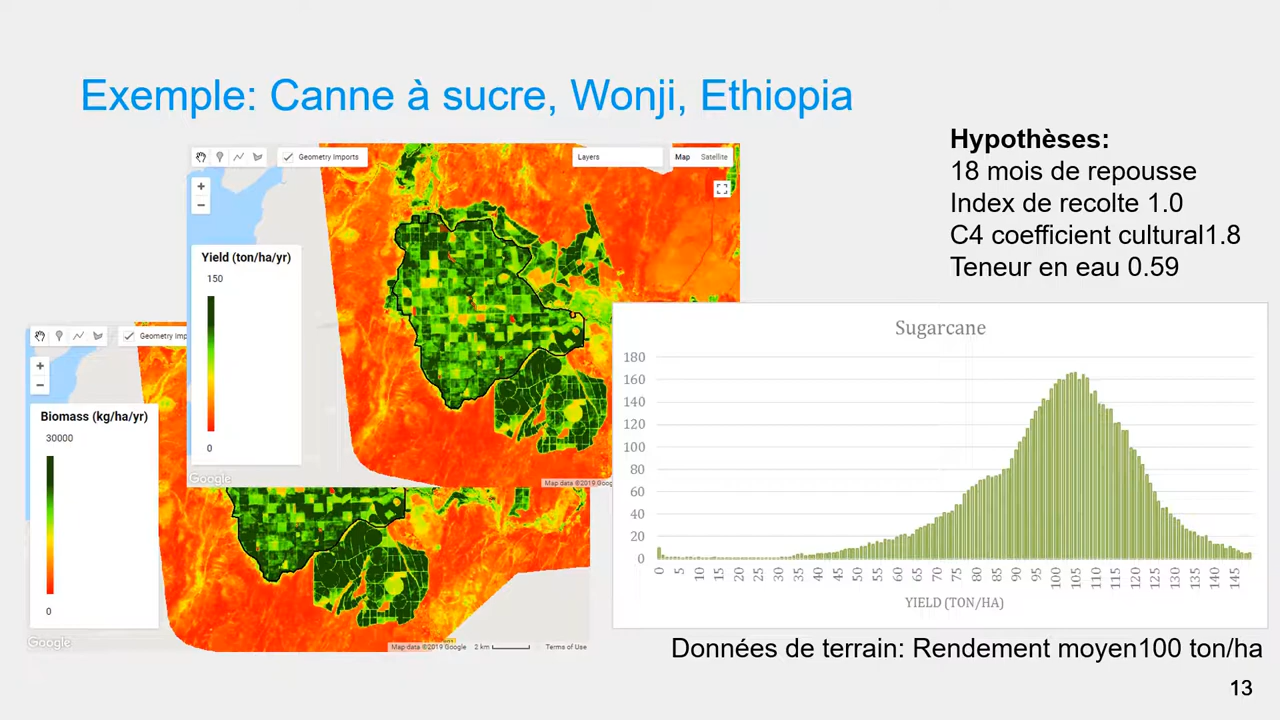 Exemple: Canne à sucre, Wonji, Ethiopia
Hypothèses:
18 mois de repousse
Index de recolte 1.0
C4 coefficient cultural1.8
Teneur en eau 0.59
Geometry Imports
Layers
Map Satellite
+
−
Yield (ton/ha/yr)
150
0
Google
Map data ©2019 Goog
Geometry Imp
+
−
Biomass (kg/ha/yr)
30000
0
Google
Map data ©2019 Google 2 km Terms of Use
Sugarcane
180
160
140
120
100
80
60
40
20
0
0 5 10 15 20 25 30 35 40 45 50 55 60 65 70 75 80 85 90 95 100 105 110 115 120 125 130 135 140 145
YIELD (TON/HA)
Données de terrain: Rendement moyen100 ton/ha
13